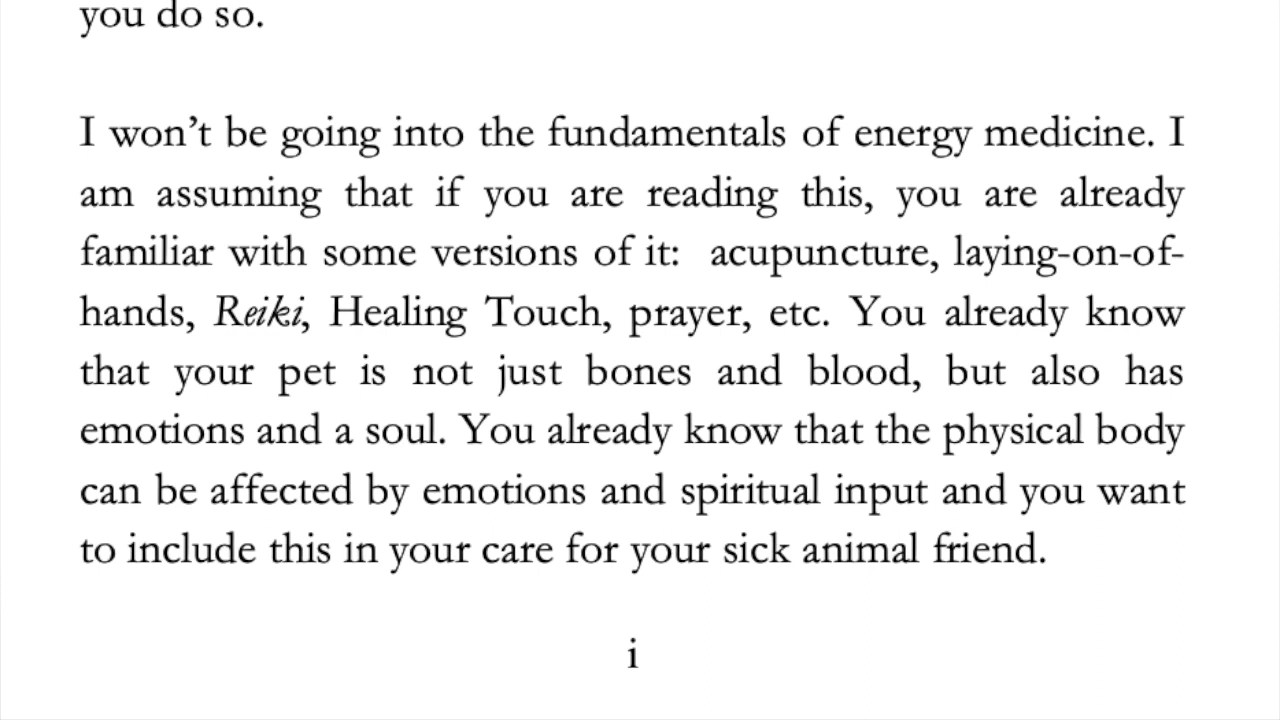 you do so.
I won’t be going into the fundamentals of energy medicine. I
am assuming that if you are reading this, you are already
familiar with some versions of it:  acupuncture, laying-on-of-
hands, Reiki, Healing Touch, prayer, etc. You already know
that your pet is not just bones and blood, but also has
emotions and a soul. You already know that the physical body
can be affected by emotions and spiritual input and you want
to include this in your care for your sick animal friend.
i